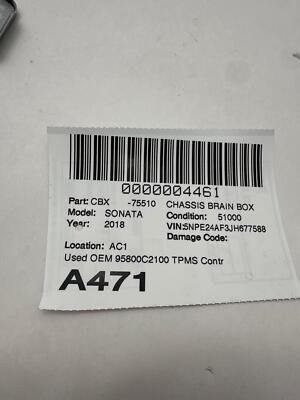 0000004461
Part: CBX -75510 CHASSIS BRAIN BOX
Model: SONATA Condition: 51000
Year: 2018 VIN:5NPE24AF3JH677588
Damage Code:
Location: AC1
Used OEM 95800C2100 TPMS Contr
A471